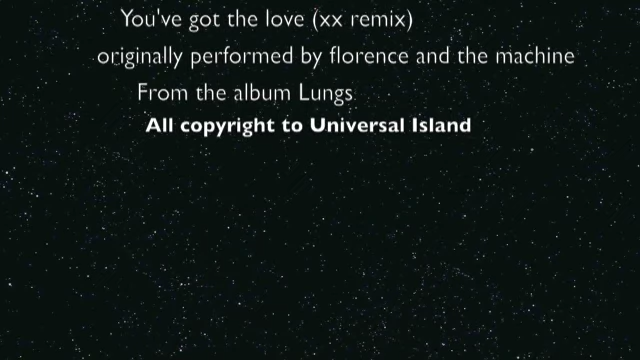 You've got the love (xx remix)
originally performed by florence and the machine
From the album Lungs
All copyright to Universal Island